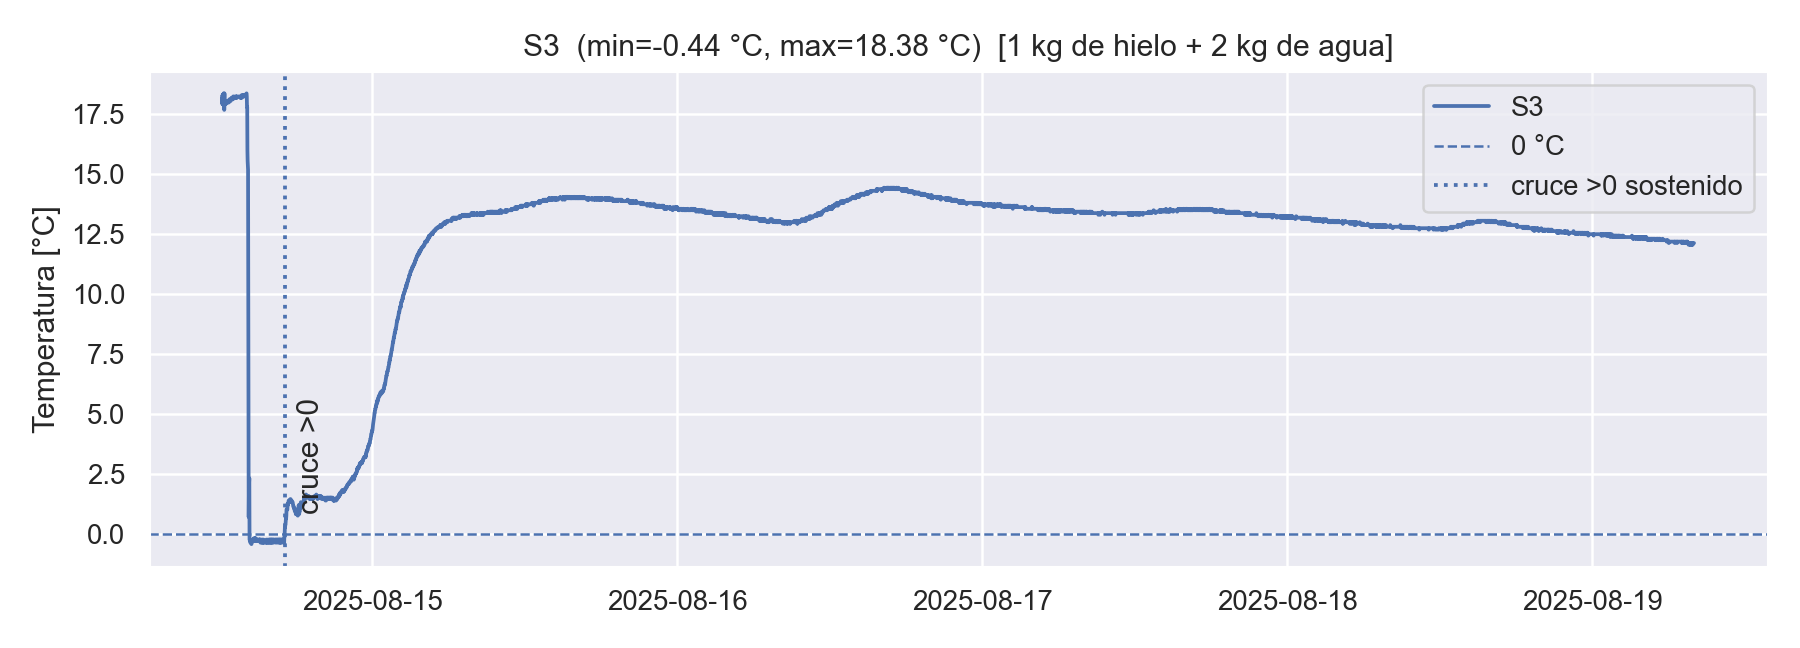 S3  (min=-0.44 °C, max=18.38 °C)  [1 kg de hielo + 2 kg de agua]
Temperatura [°C]
17.5
15.0
12.5
10.0
7.5
5.0
2.5
0.0
cruce >0
S3
0 °C
cruce >0 sostenido
2025-08-15
2025-08-16
2025-08-17
2025-08-18
2025-08-19